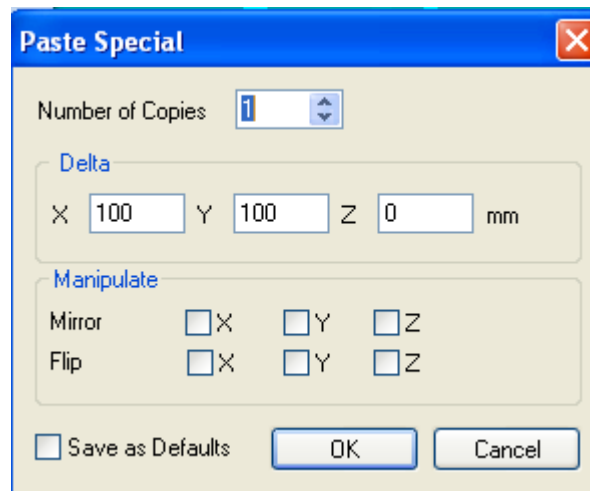 Paste Special
Number of Copies 1
Delta
X 100 Y 100 Z 0 mm
Manipulate
Mirror X Y Z
Flip X Y Z
Save as Defaults OK Cancel